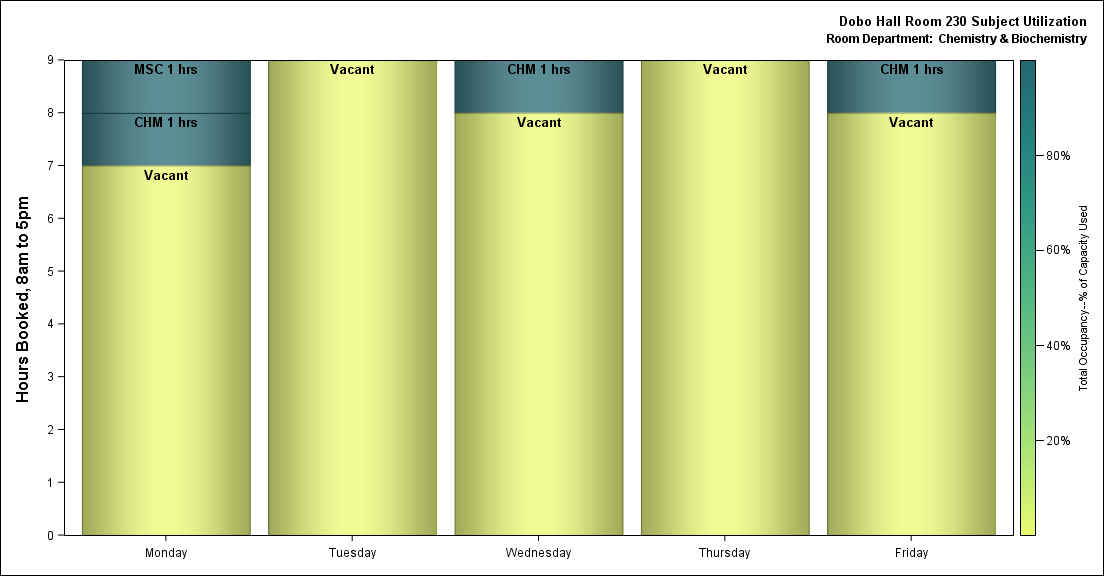 Dobo Hall Room 230 Subject Utilization
Room Department: Chemistry & Biochemistry
Hours Booked, 8am to 5pm
9
8
7
6
5
4
3
2
1
0
MSC 1 hrs
CHM 1 hrs
Vacant
Vacant
CHM 1 hrs
Vacant
Vacant
CHM 1 hrs
Vacant
Monday
Tuesday
Wednesday
Thursday
Friday
80%
60%
40%
20%
Total Occupancy--% of Capacity Used